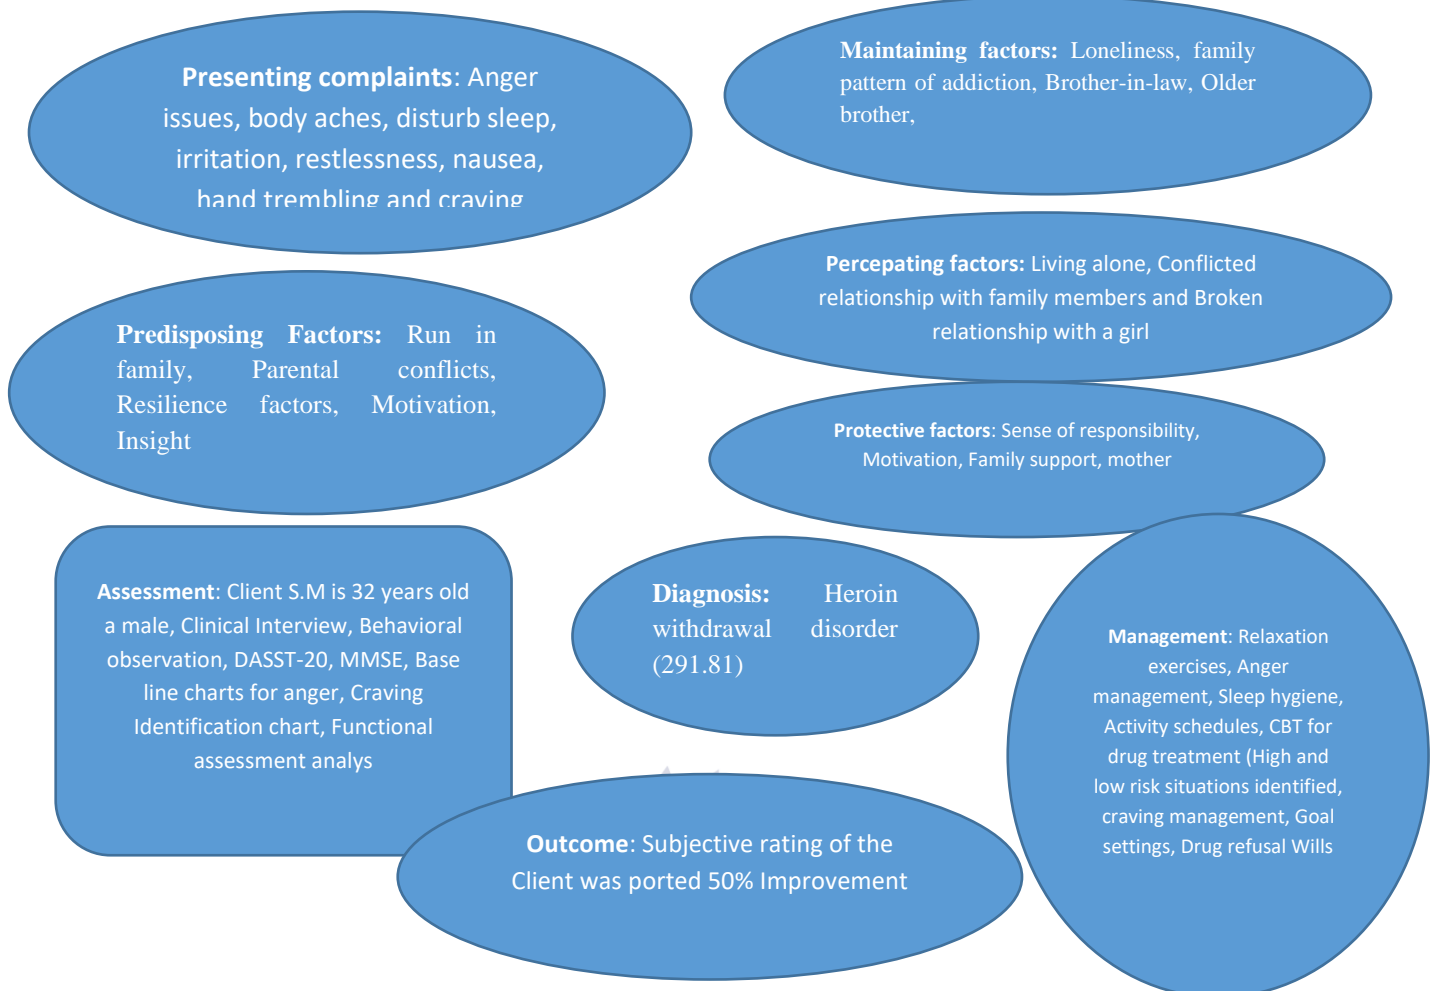 Presenting complaints: Anger
issues, body aches, disturb sleep,
irritation, restlessness, nausea,
hand trembling and craving
Maintaining factors: Loneliness, family
pattern of addiction, Brother-in-law, Older
brother,
Percepating factors: Living alone, Conflicted
relationship with family members and Broken
relationship with a girl
Predisposing Factors: Run in
family, Parental conflicts,
Resilience factors, Motivation,
Insight
Protective factors: Sense of responsibility,
Motivation, Family support, mother
Assessment: Client S.M is 32 years old
a male, Clinical Interview, Behavioral
observation, DASST-20, MMSE, Base
line charts for anger, Craving
Identification chart, Functional
assessment analys
Diagnosis: Heroin
withdrawal disorder
(291.81)
Management: Relaxation
exercises, Anger
management, Sleep hygiene,
Activity schedules, CBT for
drug treatment (High and
low risk situations identified,
craving management, Goal
settings, Drug refusal Wills
Outcome: Subjective rating of the
Client was ported 50% Improvement